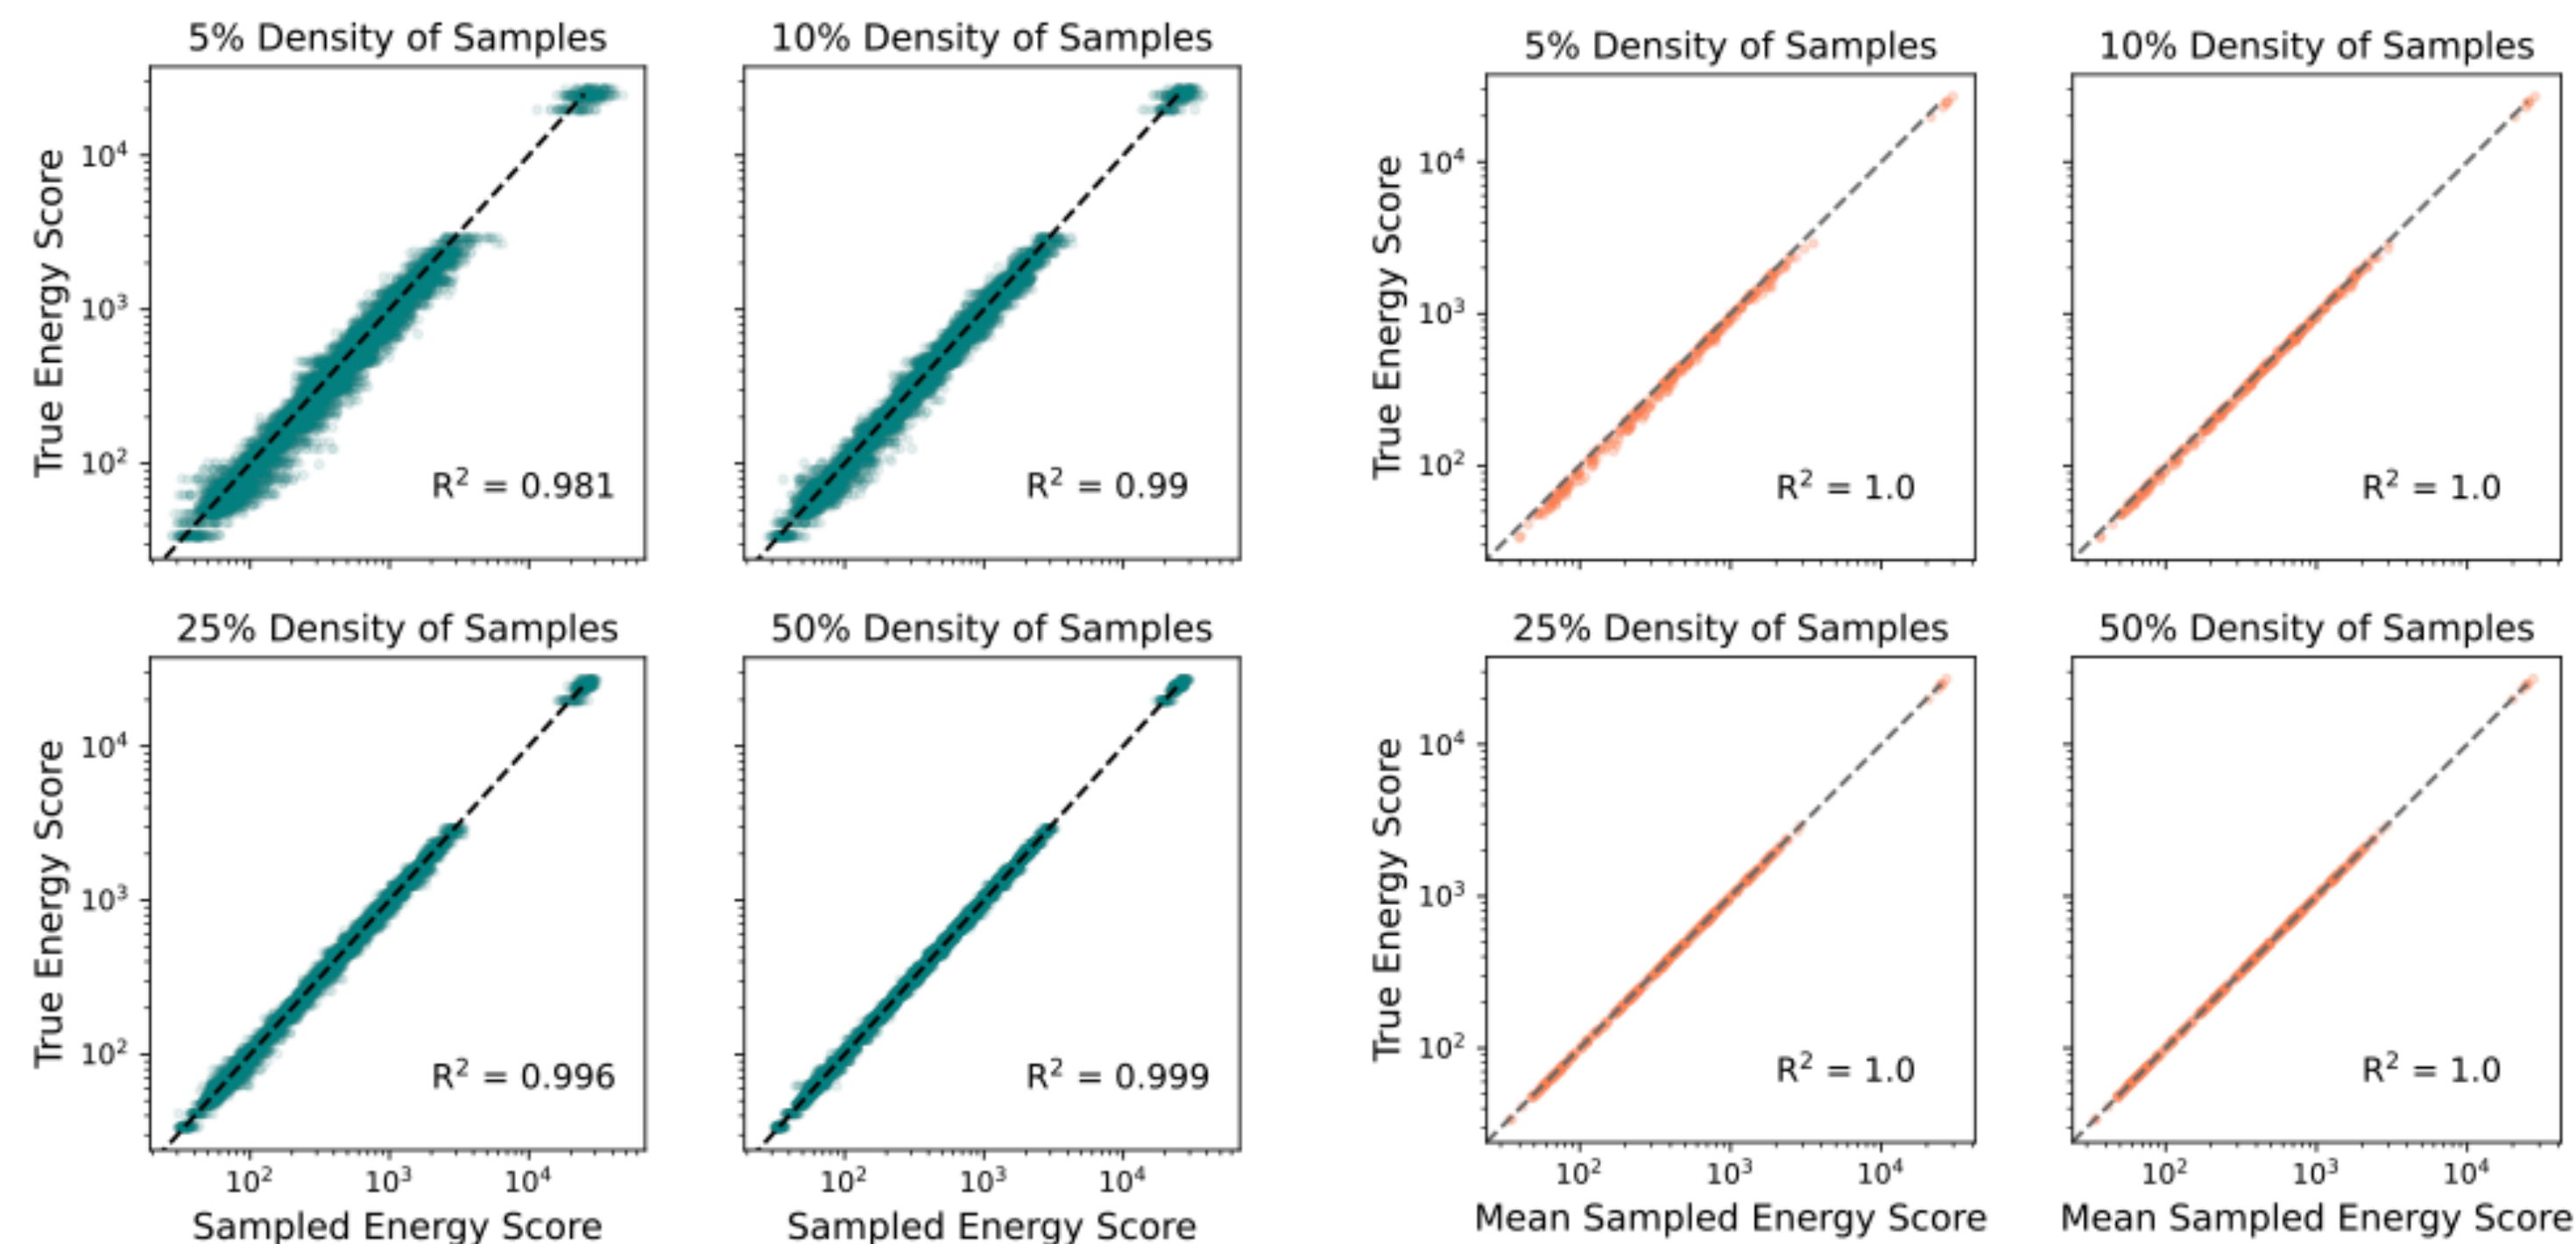 5% Density of Samples
10% Density of Samples
5% Density of Samples
10% Density of Samples
True Energy Score
10⁴
10³
10²
R² = 0.981
R² = 0.99
True Energy Score
10⁴
10³
10²
R² = 1.0
R² = 1.0
25% Density of Samples
50% Density of Samples
25% Density of Samples
50% Density of Samples
True Energy Score
10⁴
10³
10²
R² = 0.996
R² = 0.999
True Energy Score
10⁴
10³
10²
R² = 1.0
R² = 1.0
10² 10³ 10⁴
10² 10³ 10⁴
10² 10³ 10⁴
10² 10³ 10⁴
Sampled Energy Score
Sampled Energy Score
Mean Sampled Energy Score
Mean Sampled Energy Score